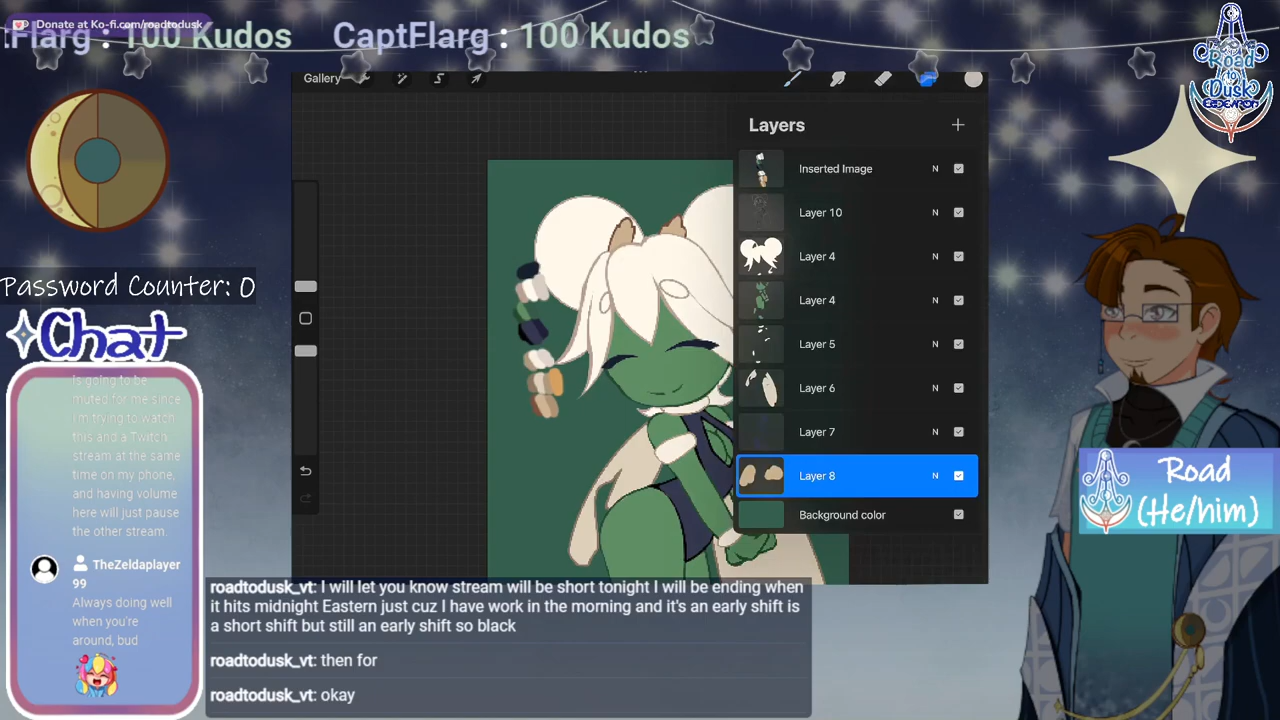 Donate at Ko-fi.com/roadtodusk
Flarg : 100 Kudos CaptFlarg : 100 Kudos
Road
to
Dusk
Gallery
Layers
Inserted Image N
Layer 10 N
Layer 4 N
Layer 4 N
Layer 5 N
Layer 6 N
Layer 7 N
Layer 8 N
Background color
Password Counter: 0
Chat
is going to be
muted for me since
I'm trying to watch
this and a Twitch
stream at the same
time on my phone,
and having volume
here will just pause
the other stream.
TheZeldaplayer
99
Always doing well
when you're
around, bud
roadtodusk_vt: I will let you know stream will be short tonight I will be ending when
it hits midnight Eastern just cuz I have work in the morning and it's an early shift is
a short shift but still an early shift so black
roadtodusk_vt: then for
roadtodusk_vt: okay
Road
(He/him)